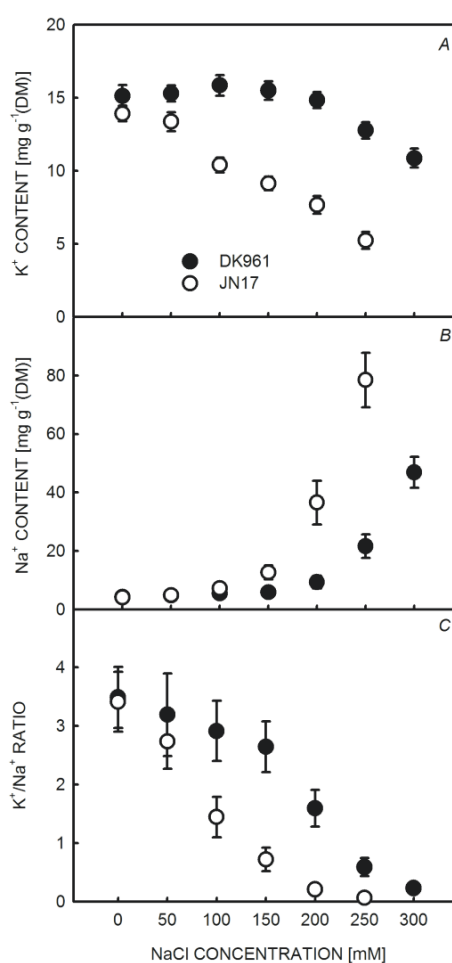 A
20
15
10
5
0
K⁺ CONTENT [mg g⁻¹(DM)]
DK961
JN17
B
80
60
40
20
0
Na⁺ CONTENT [mg g⁻¹(DM)]
C
4
3
2
1
0
K⁺/Na⁺ RATIO
0 50 100 150 200 250 300
NaCl CONCENTRATION [mM]